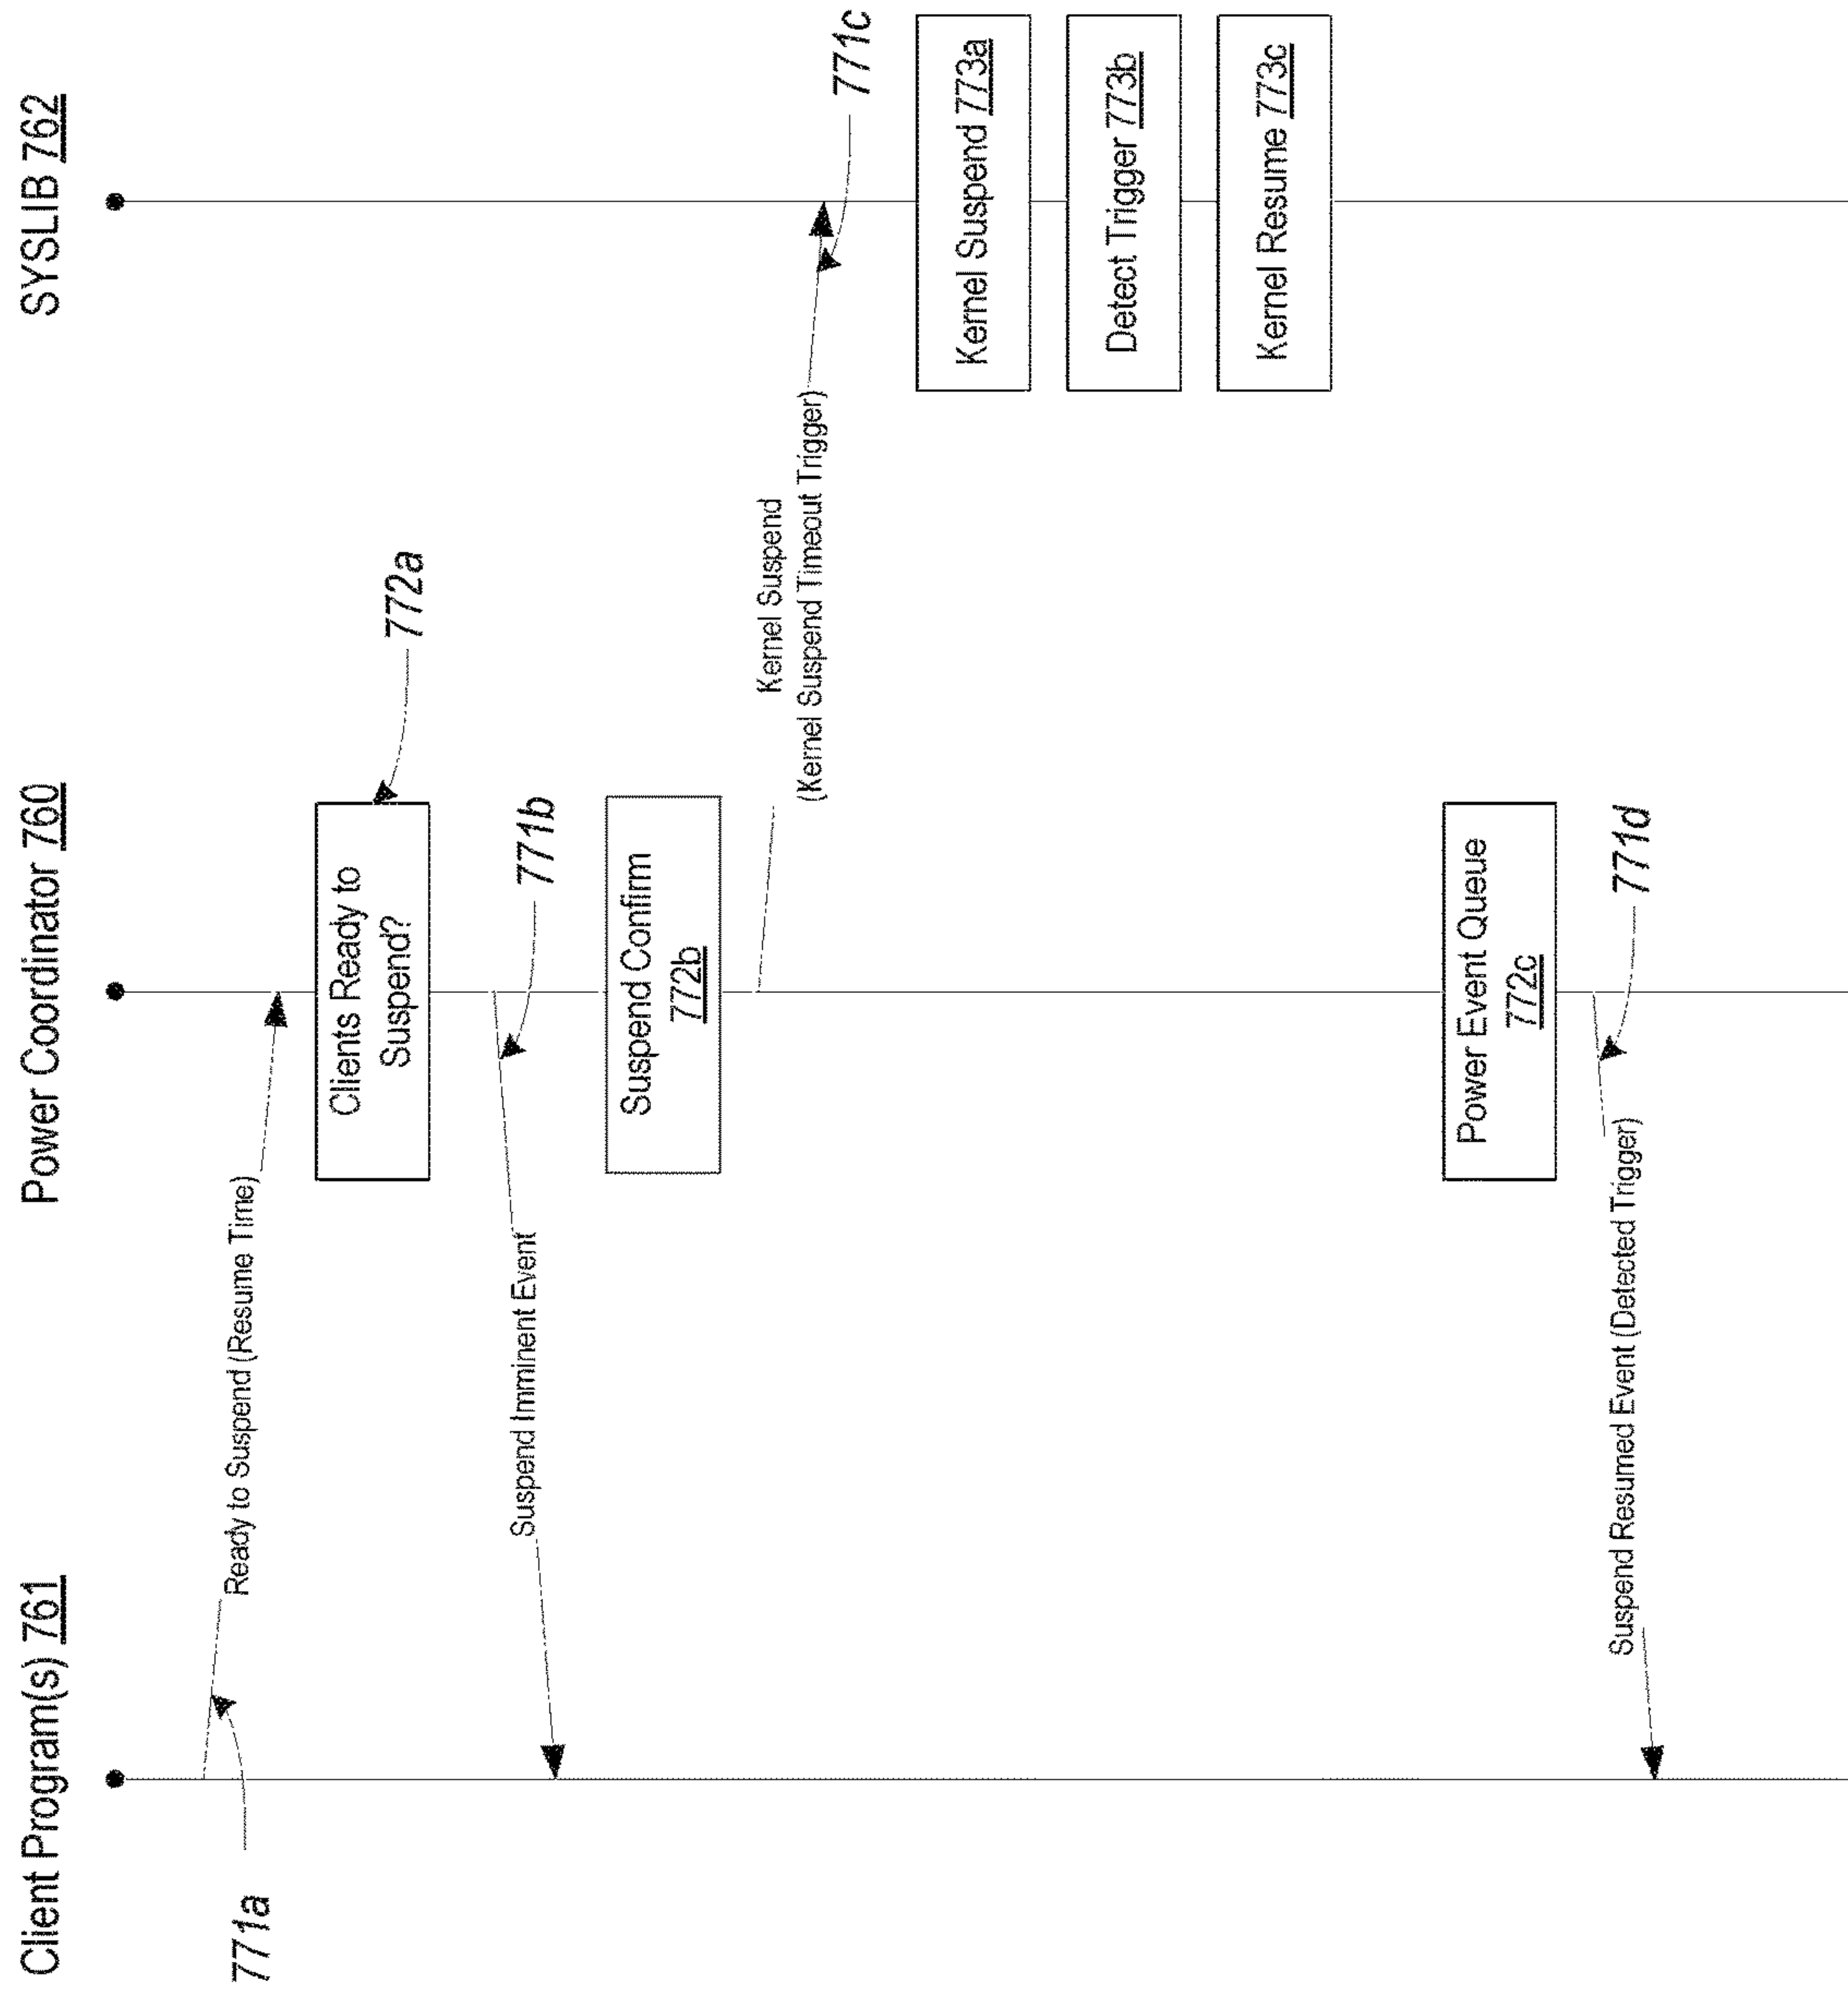 Client Program(s) 761
Power Coordinator 760
SYSLIB 762
771a
Ready to Suspend (Resume Time)
Clients Ready to
Suspend?
772a
Suspend Imminent Event
771b
Suspend Confirm
772b
Kernel Suspend
(Kernel Suspend Timeout Trigger)
771c
Kernel Suspend 773a
Detect Trigger 773b
Kernel Resume 773c
Power Event Queue
772c
Suspend Resumed Event (Detected Trigger)
771d